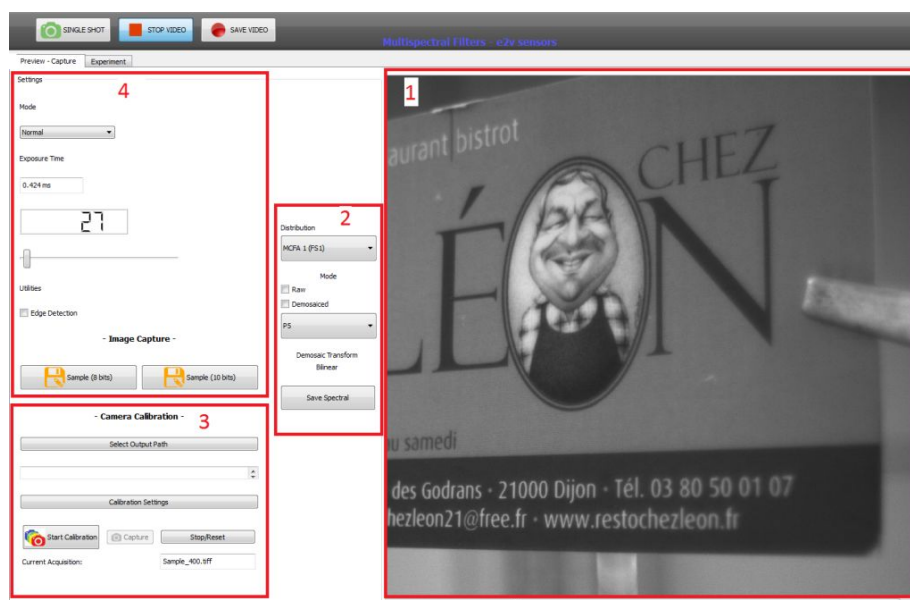 SINGLE SHOT
STOP VIDEO
SAVE VIDEO
Multispectral Filters - e2v sensors
Preview - Capture
Experiment
Settings
4
Mode
Normal
Exposure Time
0.424 ms
27
Utilities
Edge Detection
- Image Capture -
Sample (8 bits)
Sample (10 bits)
- Camera Calibration -
3
Select Output Path
Calibration Settings
Start Calibration
Capture
Stop/Reset
Current Acquisition:
Sample_400.tiff
2
Distribution
MCFA 1 (FS1)
Mode
Raw
Demosaiced
P5
Demosaic Transform
Bilinear
Save Spectral
1
aurant bistrot
CHEZ
LÉON
samedi
des Godrans - 21000 Dijon - Tél. 03 80 50 01 07
hezleon21@free.fr - www.restochezleon.fr